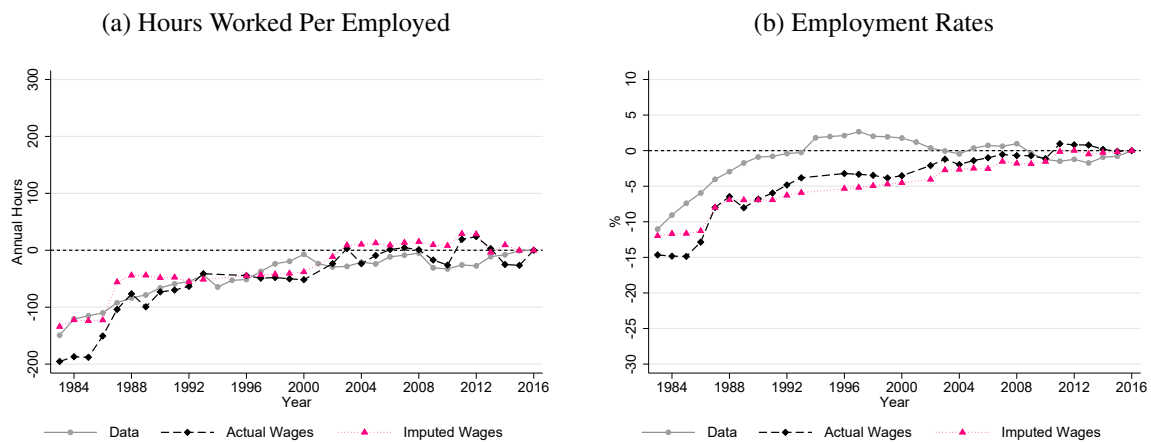 (a) Hours Worked Per Employed
300
200
100
0
-100
-200
Annual Hours
1984 1988 1992 1996 2000 2004 2008 2012 2016
Year
Data Actual Wages Imputed Wages
(b) Employment Rates
10
5
0
-5
-10
-15
-20
-25
-30
%
1984 1988 1992 1996 2000 2004 2008 2012 2016
Year
Data Actual Wages Imputed Wages